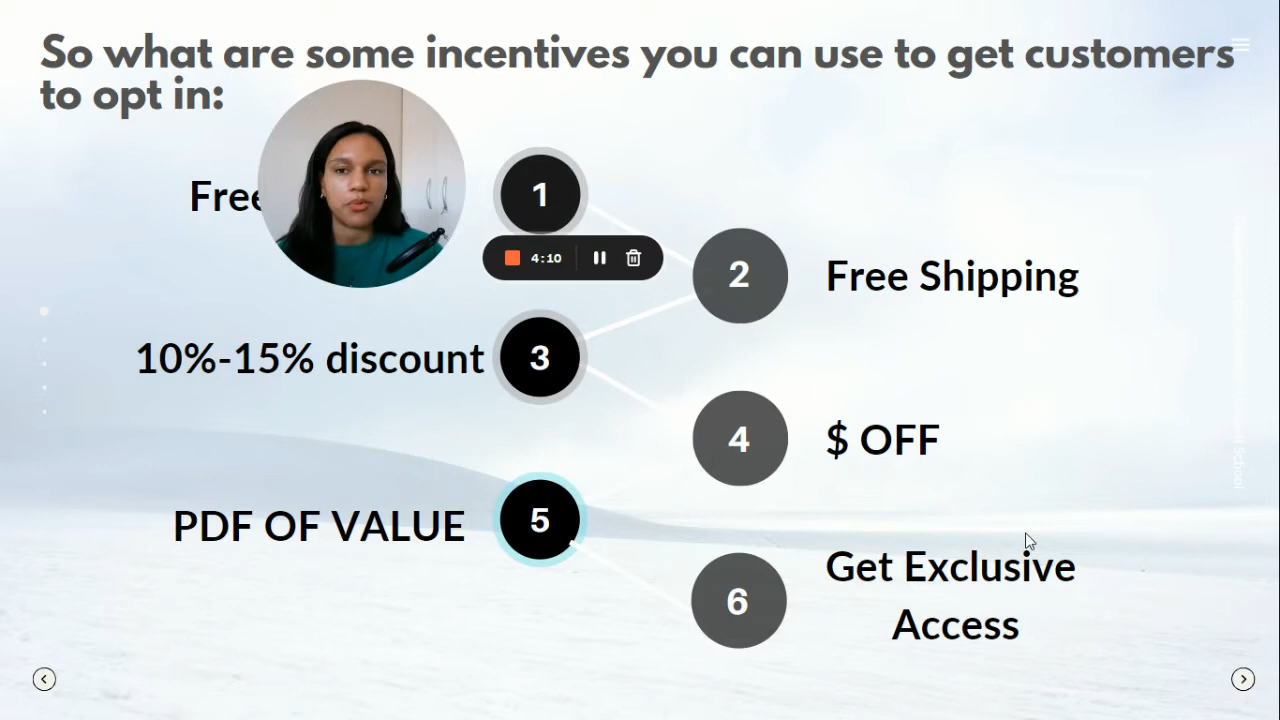 So what are some incentives you can use to get customers
to opt in:
Free
1
4:10
2
Free Shipping
10%-15% discount
3
4
$ OFF
PDF OF VALUE
5
6
Get Exclusive
Access